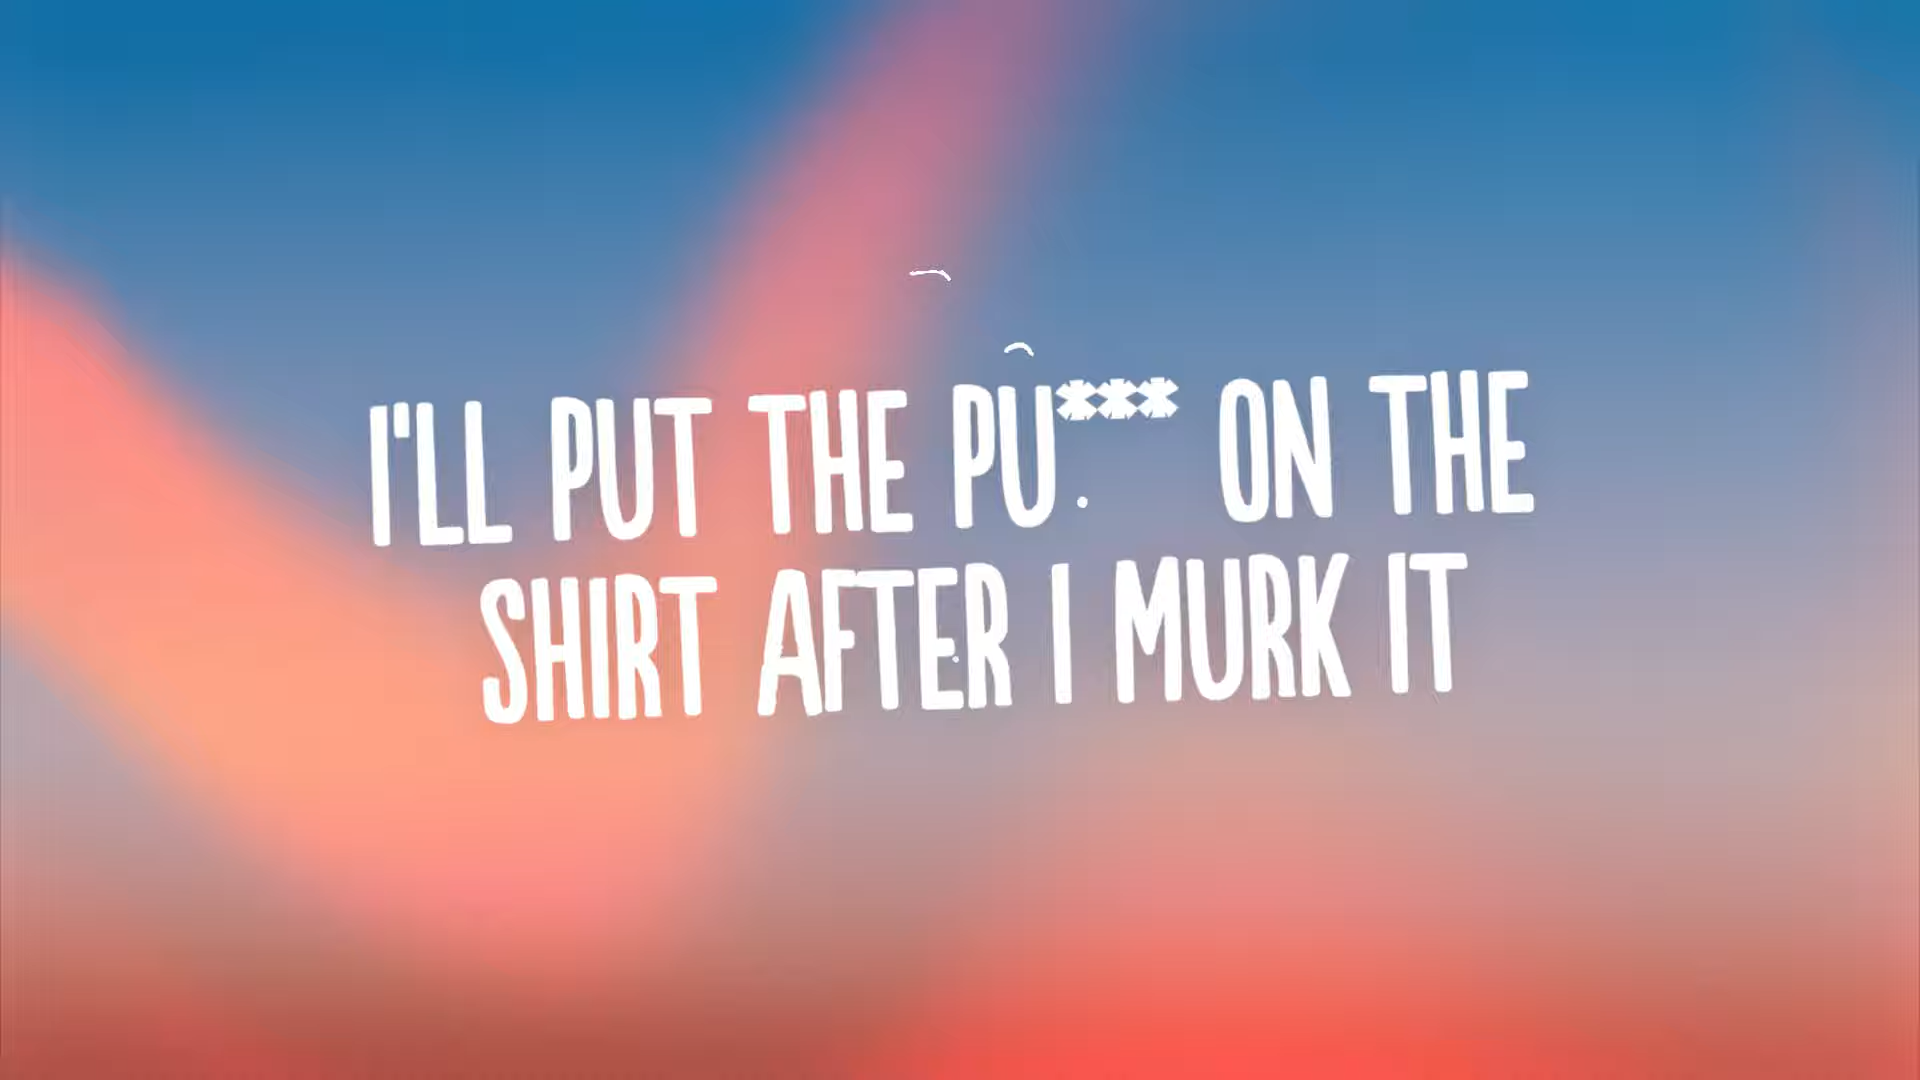 I'LL PUT THE PU*** ON THE
SHIRT AFTER I MURK IT